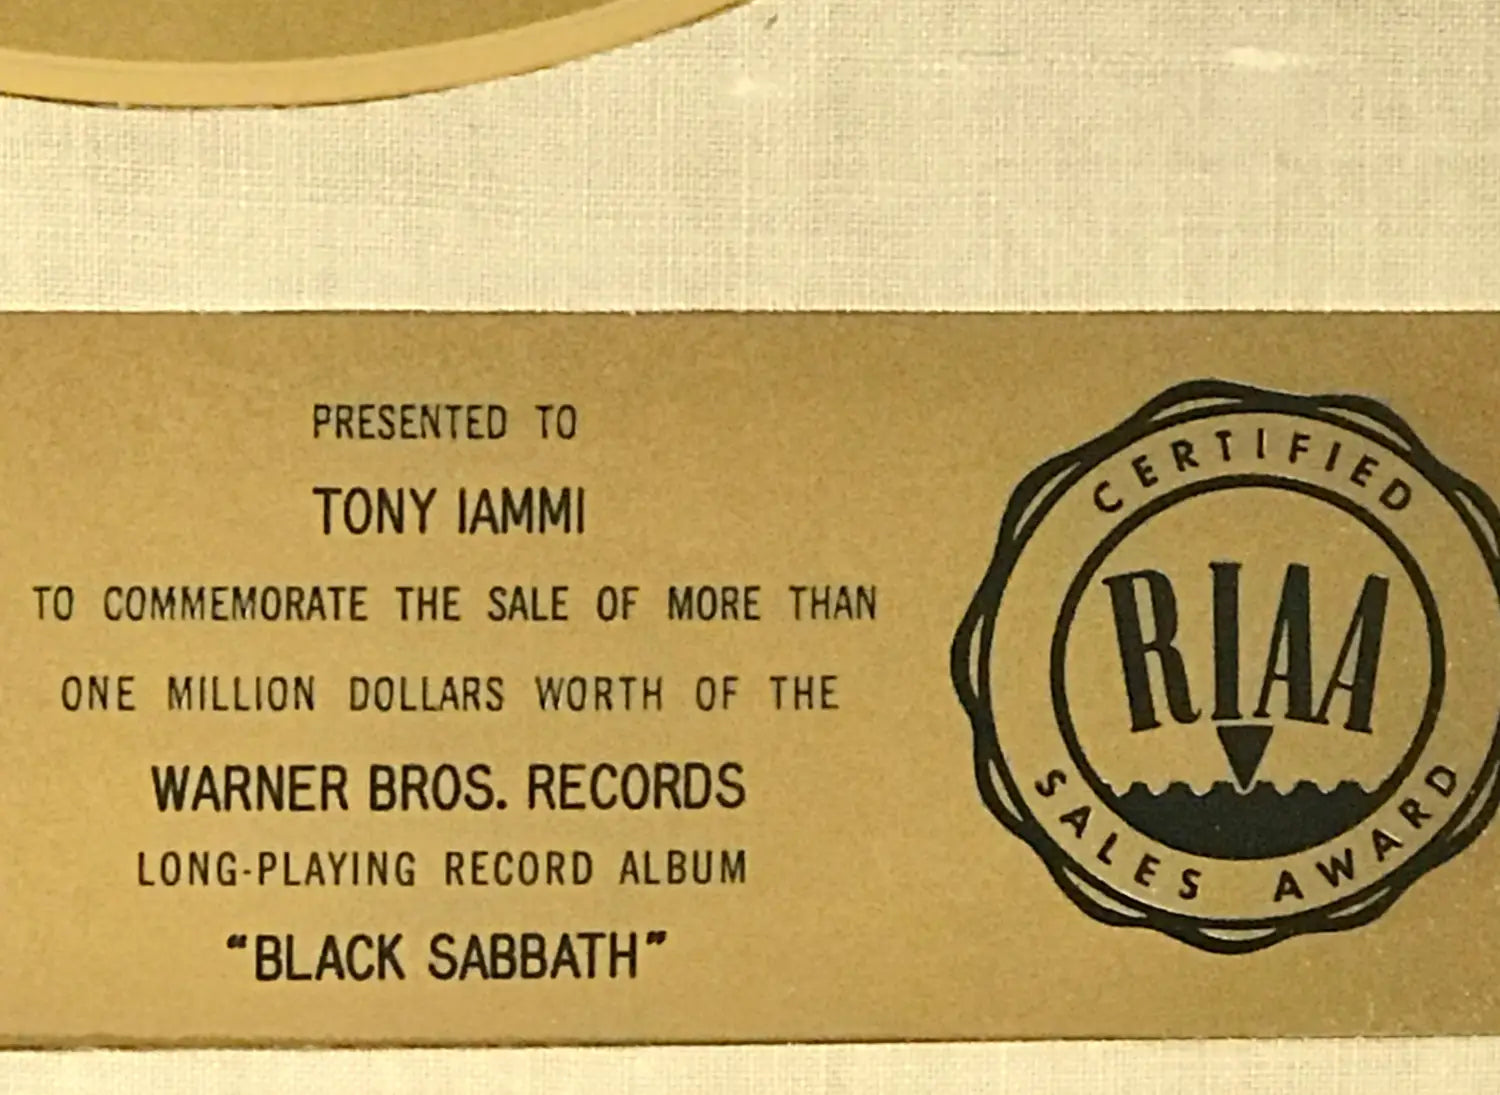 PRESENTED TO
TONY IAMMI
TO COMMEMORATE THE SALE OF MORE THAN
ONE MILLION DOLLARS WORTH OF THE
WARNER BROS. RECORDS
LONG-PLAYING RECORD ALBUM
“BLACK SABBATH”
CERTIFIED
RIAA
SALES AWARD